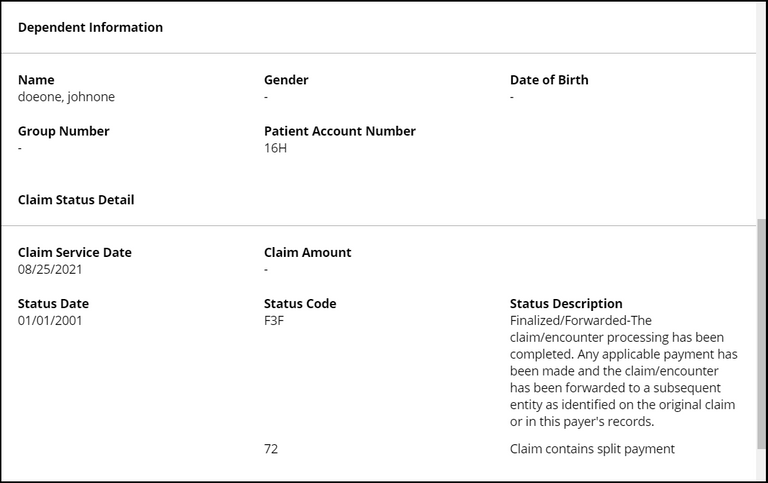 Dependent Information
Name Gender Date of Birth
doeone, johnone - -
Group Number Patient Account Number
- 16H
Claim Status Detail
Claim Service Date Claim Amount
08/25/2021 -
Status Date Status Code Status Description
01/01/2001 F3F Finalized/Forwarded-The
claim/encounter processing has been
completed. Any applicable payment has
been made and the claim/encounter
has been forwarded to a subsequent
entity as identified on the original claim
or in this payer's records.
72 Claim contains split payment